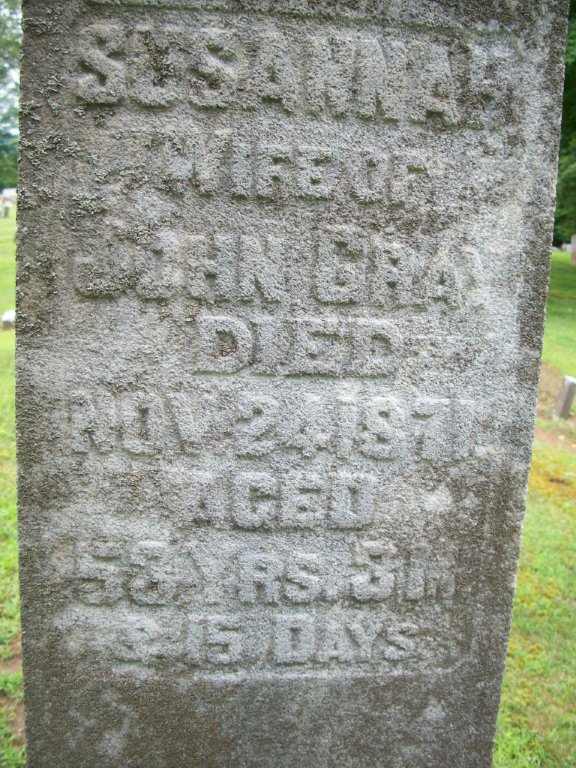 SUSANNAH
WIFE OF
JOHN GRAY
DIED
NOV. 24, 1871.
AGED
53 YRS. 3 M.
& 15 DAYS.